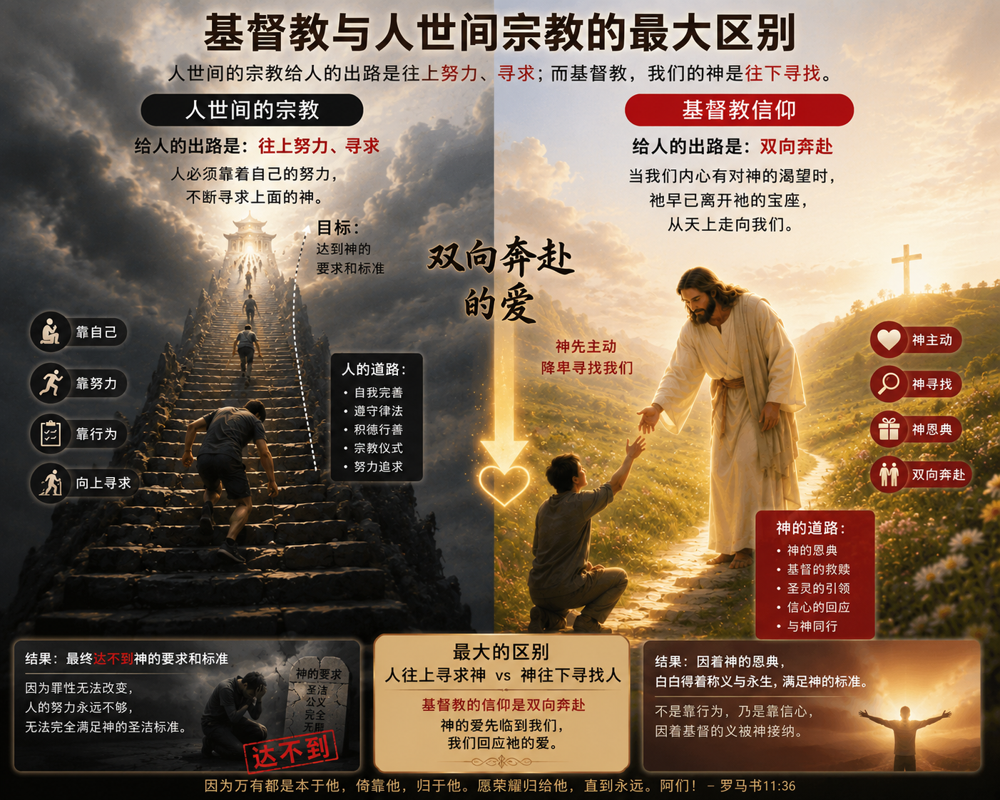 基督教与人世间宗教的最大区别
人世间的宗教给人的出路是往上努力、寻求；而基督教，我们的神是往下寻找。
人世间的宗教
给人的出路是：往上努力、寻求
人必须靠着自己的努力，
不断寻求上面的神。
目标：
达到神的
要求和标准
靠自己
靠努力
靠行为
向上寻求
人的道路：
• 自我完善
• 遵守律法
• 积德行善
• 宗教仪式
• 努力追求
双向奔赴
的爱
基督教信仰
给人的出路是：双向奔赴
当我们内心有对神的渴望时，
祂早已离开祂的宝座，
从天上走向我们。
神先主动
降卑寻找我们
神主动
神寻找
神恩典
双向奔赴
神的道路：
• 神的恩典
• 基督的救赎
• 圣灵的引领
• 信心的回应
• 与神同行
结果：最终达不到神的要求和标准
因为罪性无法改变，
人的努力永远不够，
无法完全满足神的圣洁标准。
神的要求
圣洁
公义
完全
达不到
最大的区别
人往上寻求神 vs 神往下寻找人
基督教的信仰是双向奔赴
神的爱先临到我们，
我们回应祂的爱。
结果：因着神的恩典，
白白得着称义与永生，满足神的标准。
不是靠行为，乃是靠信心，
因着基督的义被神接纳。
因为万有都是本于他，倚靠他，归于他。愿荣耀归给他，直到永远。阿们！ – 罗马书11:36